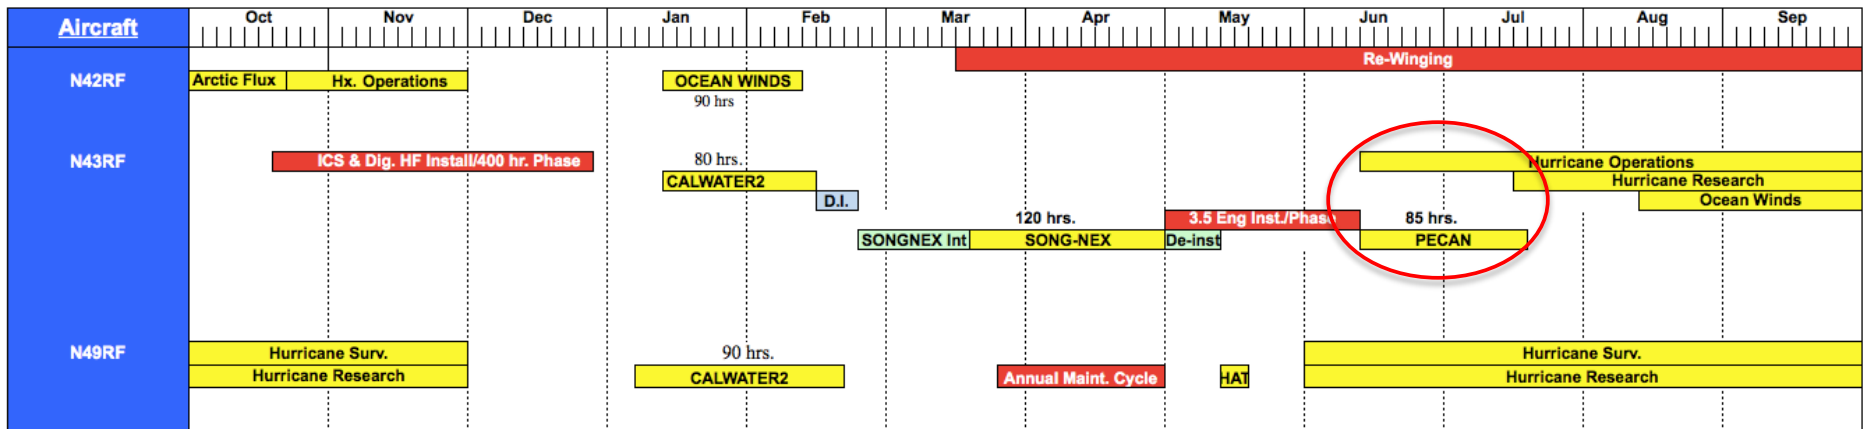 Aircraft
Oct Nov Dec Jan Feb Mar Apr May Jun Jul Aug Sep
Re-Winging
N42RF
Arctic Flux Hx. Operations OCEAN WINDS
90 hrs
N43RF
ICS & Dig. HF Install/400 hr. Phase 80 hrs. Hurricane Operations
CALWATER2 Hurricane Research
D.I. Ocean Winds
120 hrs. 3.5 Eng Inst./Phase 85 hrs.
SONGNEX Int SONG-NEX De-inst PECAN
N49RF
Hurricane Surv. 90 hrs. Hurricane Surv.
Hurricane Research CALWATER2 Annual Maint. Cycle HAT Hurricane Research